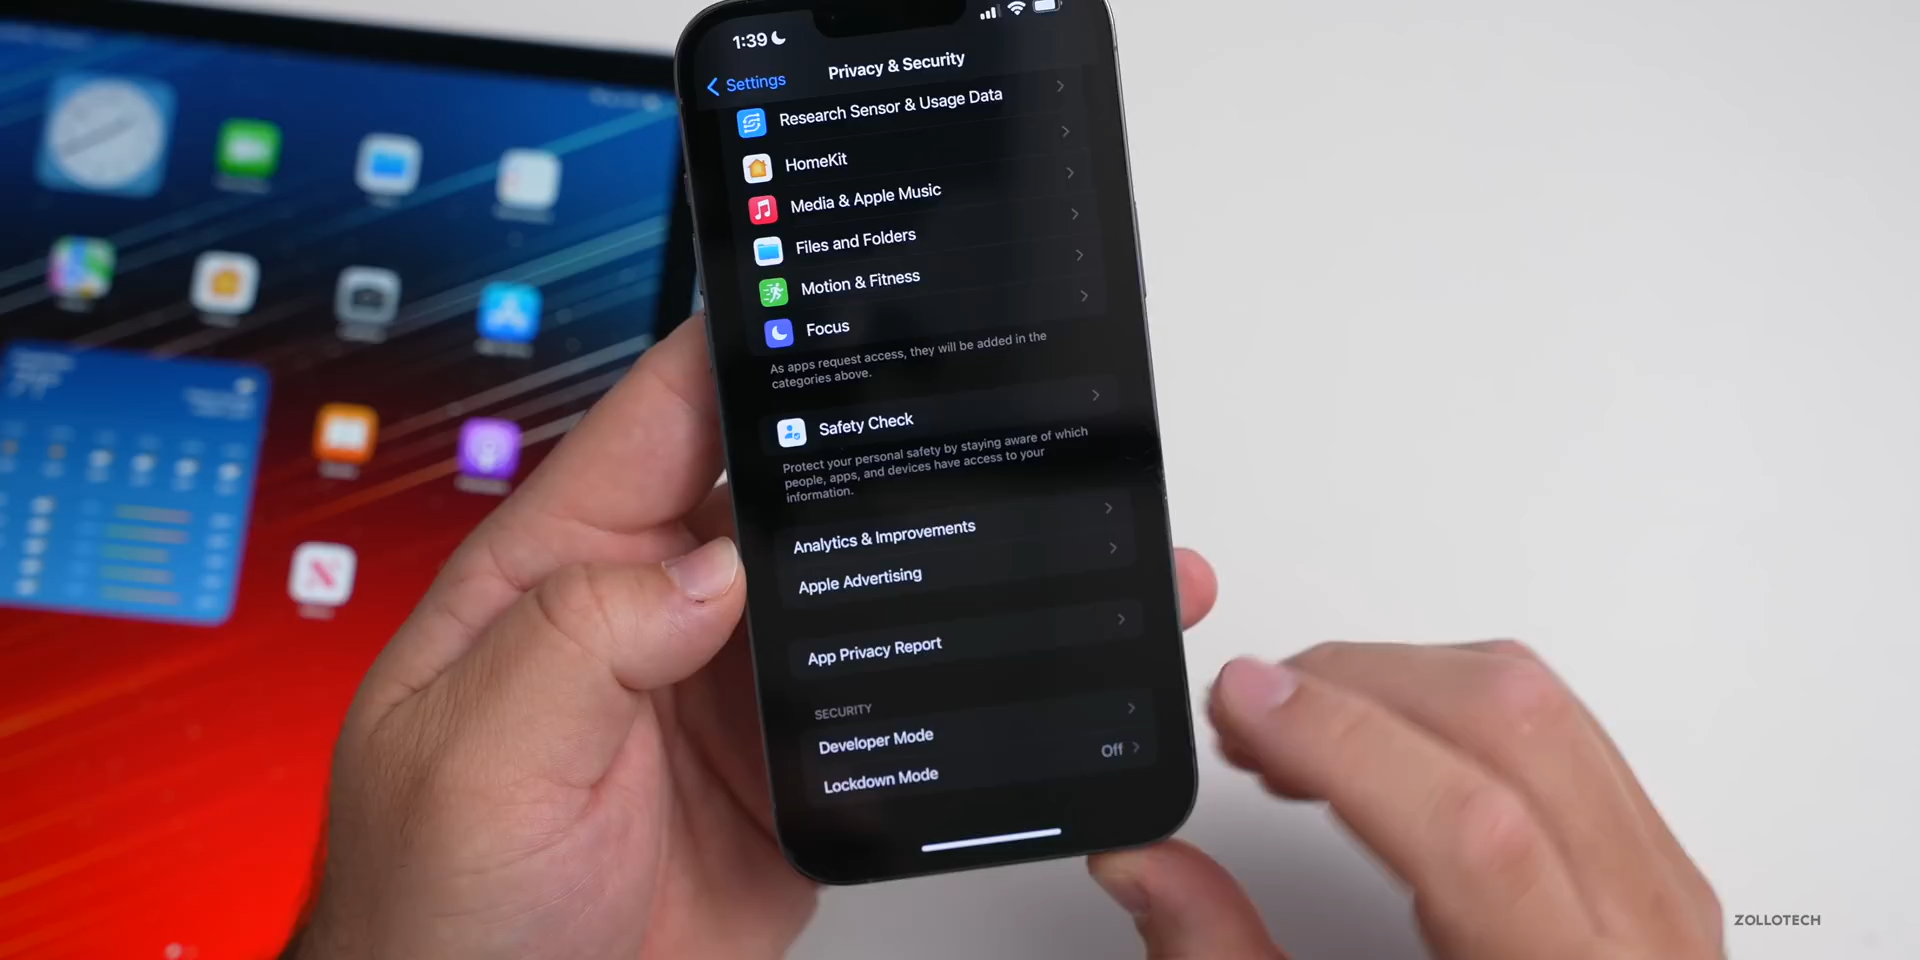 1:39
Settings
Privacy & Security
Research Sensor & Usage Data
HomeKit
Media & Apple Music
Files and Folders
Motion & Fitness
Focus
As apps request access, they will be added in the
categories above.
Safety Check
Protect your personal safety by staying aware of which
people, apps, and devices have access to your
information.
Analytics & Improvements
Apple Advertising
App Privacy Report
SECURITY
Developer Mode
Lockdown Mode Off
ZOLLOTECH